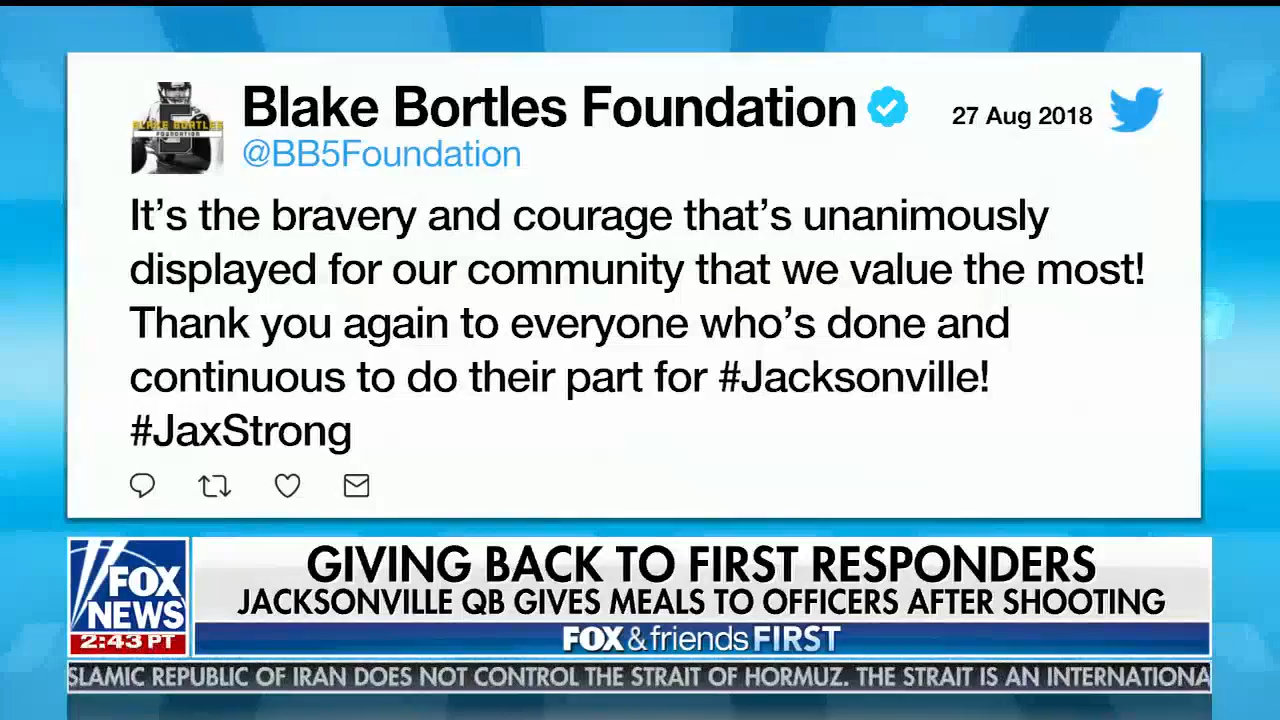 BLAKE BORTLES
FOUNDATION
Blake Bortles Foundation
27 Aug 2018
@BB5Foundation
It's the bravery and courage that's unanimously
displayed for our community that we value the most!
Thank you again to everyone who's done and
continuous to do their part for #Jacksonville!
#JaxStrong
FOX
NEWS
2:43 PT
GIVING BACK TO FIRST RESPONDERS
JACKSONVILLE QB GIVES MEALS TO OFFICERS AFTER SHOOTING
FOX & friends FIRST
SLAMIC REPUBLIC OF IRAN DOES NOT CONTROL THE STRAIT OF HORMUZ. THE STRAIT IS AN INTERNATIONA